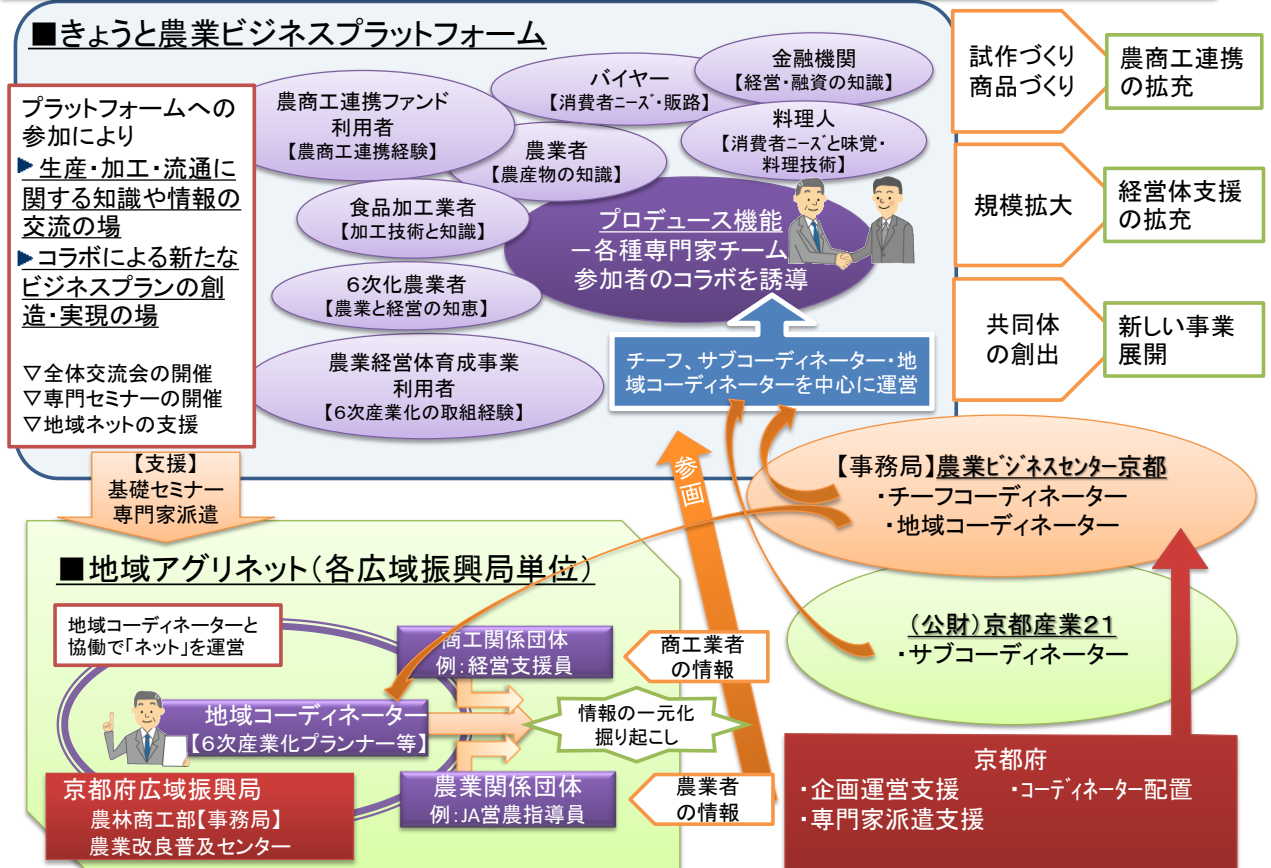 ■きょうと農業ビジネスプラットフォーム
プラットフォームへの
参加により
▶生産・加工・流通に
関する知識や情報の
交流の場
▶コラボによる新たな
ビジネスプランの創
造・実現の場
▽全体交流会の開催
▽専門セミナーの開催
▽地域ネットの支援
農商工連携ファンド
利用者
【農商工連携経験】
バイヤー
【消費者ニーズ・販路】
金融機関
【経営・融資の知識】
農業者
【農産物の知識】
料理人
【消費者ニーズと味覚・
料理技術】
食品加工業者
【加工技術と知識】
6次化農業者
【農業と経営の知恵】
農業経営体育成事業
利用者
【6次産業化の取組経験】
プロデュース機能
－各種専門家チーム
参加者のコラボを誘導
チーフ、サブコーディネーター・地
域コーディネーターを中心に運営
試作づくり
商品づくり
農商工連携
の拡充
規模拡大
経営体支援
の拡充
共同体
の創出
新しい事業
展開
【支援】
基礎セミナー
専門家派遣
参画
【事務局】農業ビジネスセンター京都
・チーフコーディネーター
・地域コーディネーター
(公財)京都産業21
・サブコーディネーター
京都府
・企画運営支援　・コーディネーター配置
・専門家派遣支援
■地域アグリネット(各広域振興局単位)
地域コーディネーターと
協働で「ネット」を運営
商工関係団体
例:経営支援員
商工業者
の情報
地域コーディネーター
【6次産業化プランナー等】
情報の一元化
掘り起こし
農業関係団体
例:JA営農指導員
農業者
の情報
京都府広域振興局
農林商工部【事務局】
農業改良普及センター